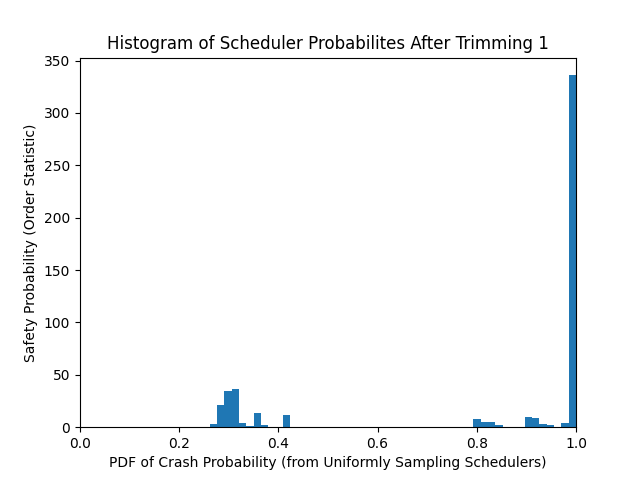 Histogram of Scheduler Probabilites After Trimming 1
Safety Probability (Order Statistic)
350
300
250
200
150
100
50
0
0.0 0.2 0.4 0.6 0.8 1.0
PDF of Crash Probability (from Uniformly Sampling Schedulers)